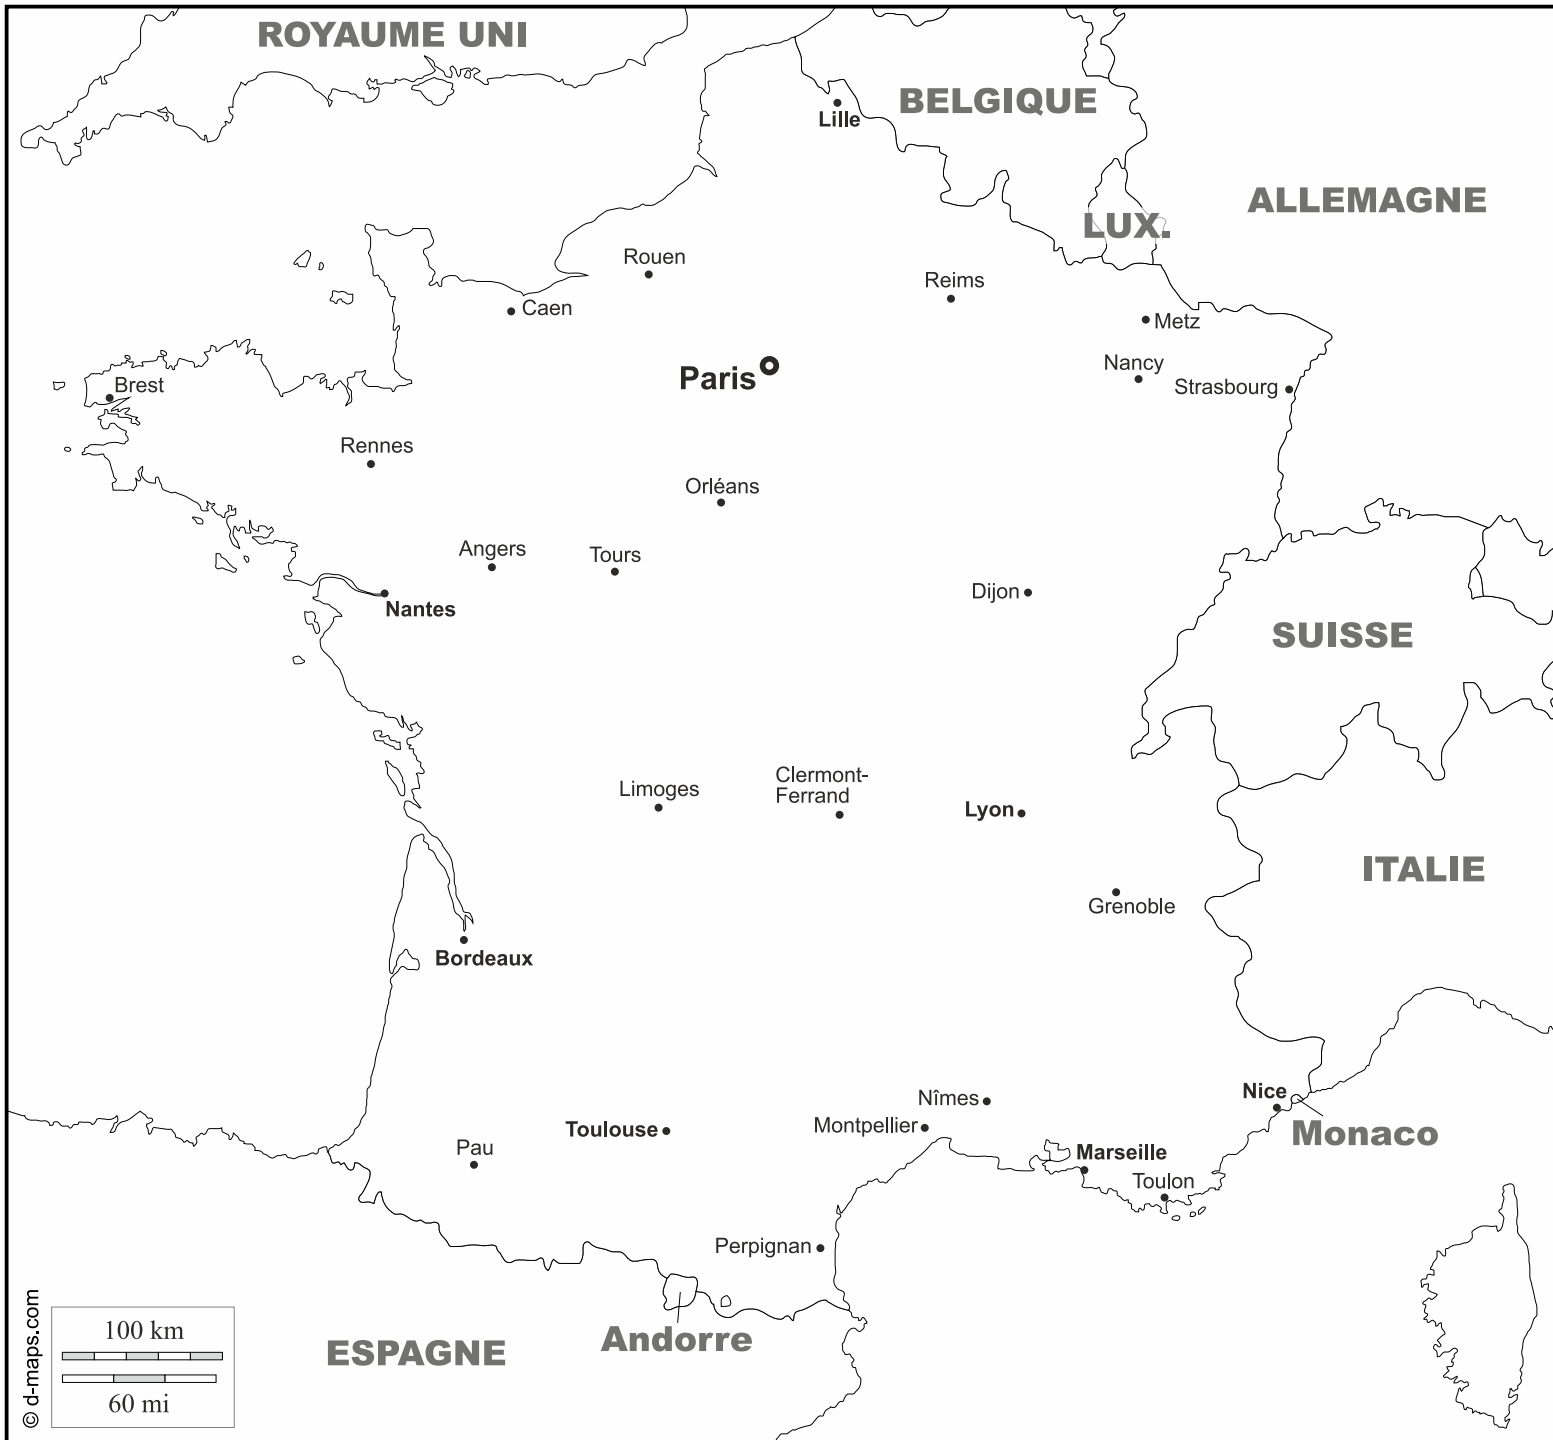 ROYAUME UNI
BELGIQUE
Lille
ALLEMAGNE
LUX.
Rouen
Reims
Caen
Metz
Paris
Nancy
Brest
Strasbourg
Rennes
Orléans
Angers
Tours
Dijon
Nantes
SUISSE
Clermont-
Ferrand
Limoges
Lyon
ITALIE
Grenoble
Bordeaux
Nice
Nîmes
Montpellier
Toulouse
Monaco
Pau
Marseille
Toulon
Perpignan
Andorre
ESPAGNE
100 km
60 mi
© d-maps.com